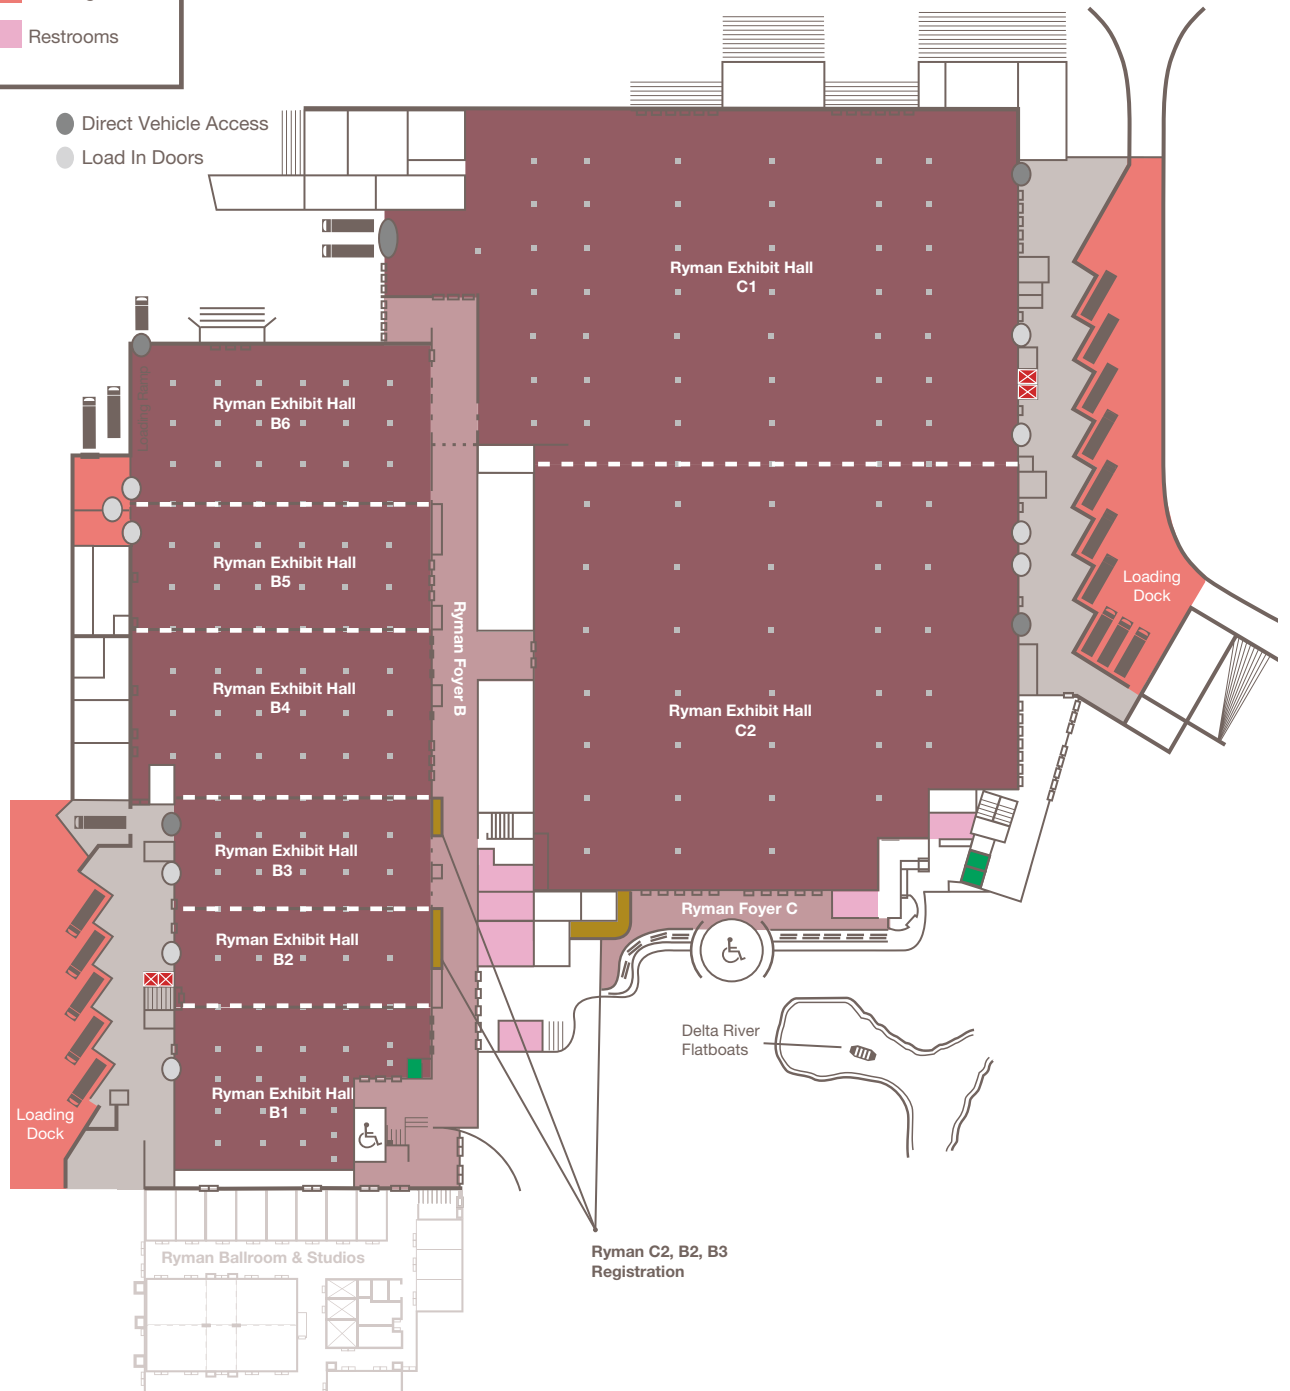 Restrooms
Direct Vehicle Access
Load In Doors
Ryman Exhibit Hall
C1
Ryman Exhibit Hall
B6
Loading Ramp
Ryman Exhibit Hall
B5
Loading
Dock
Ryman Foyer B
Ryman Exhibit Hall
B4
Ryman Exhibit Hall
C2
Ryman Exhibit Hall
B3
Ryman Foyer C
Ryman Exhibit Hall
B2
Delta River
Flatboats
Ryman Exhibit Hall
B1
Loading
Dock
Ryman C2, B2, B3
Registration
Ryman Ballroom & Studios